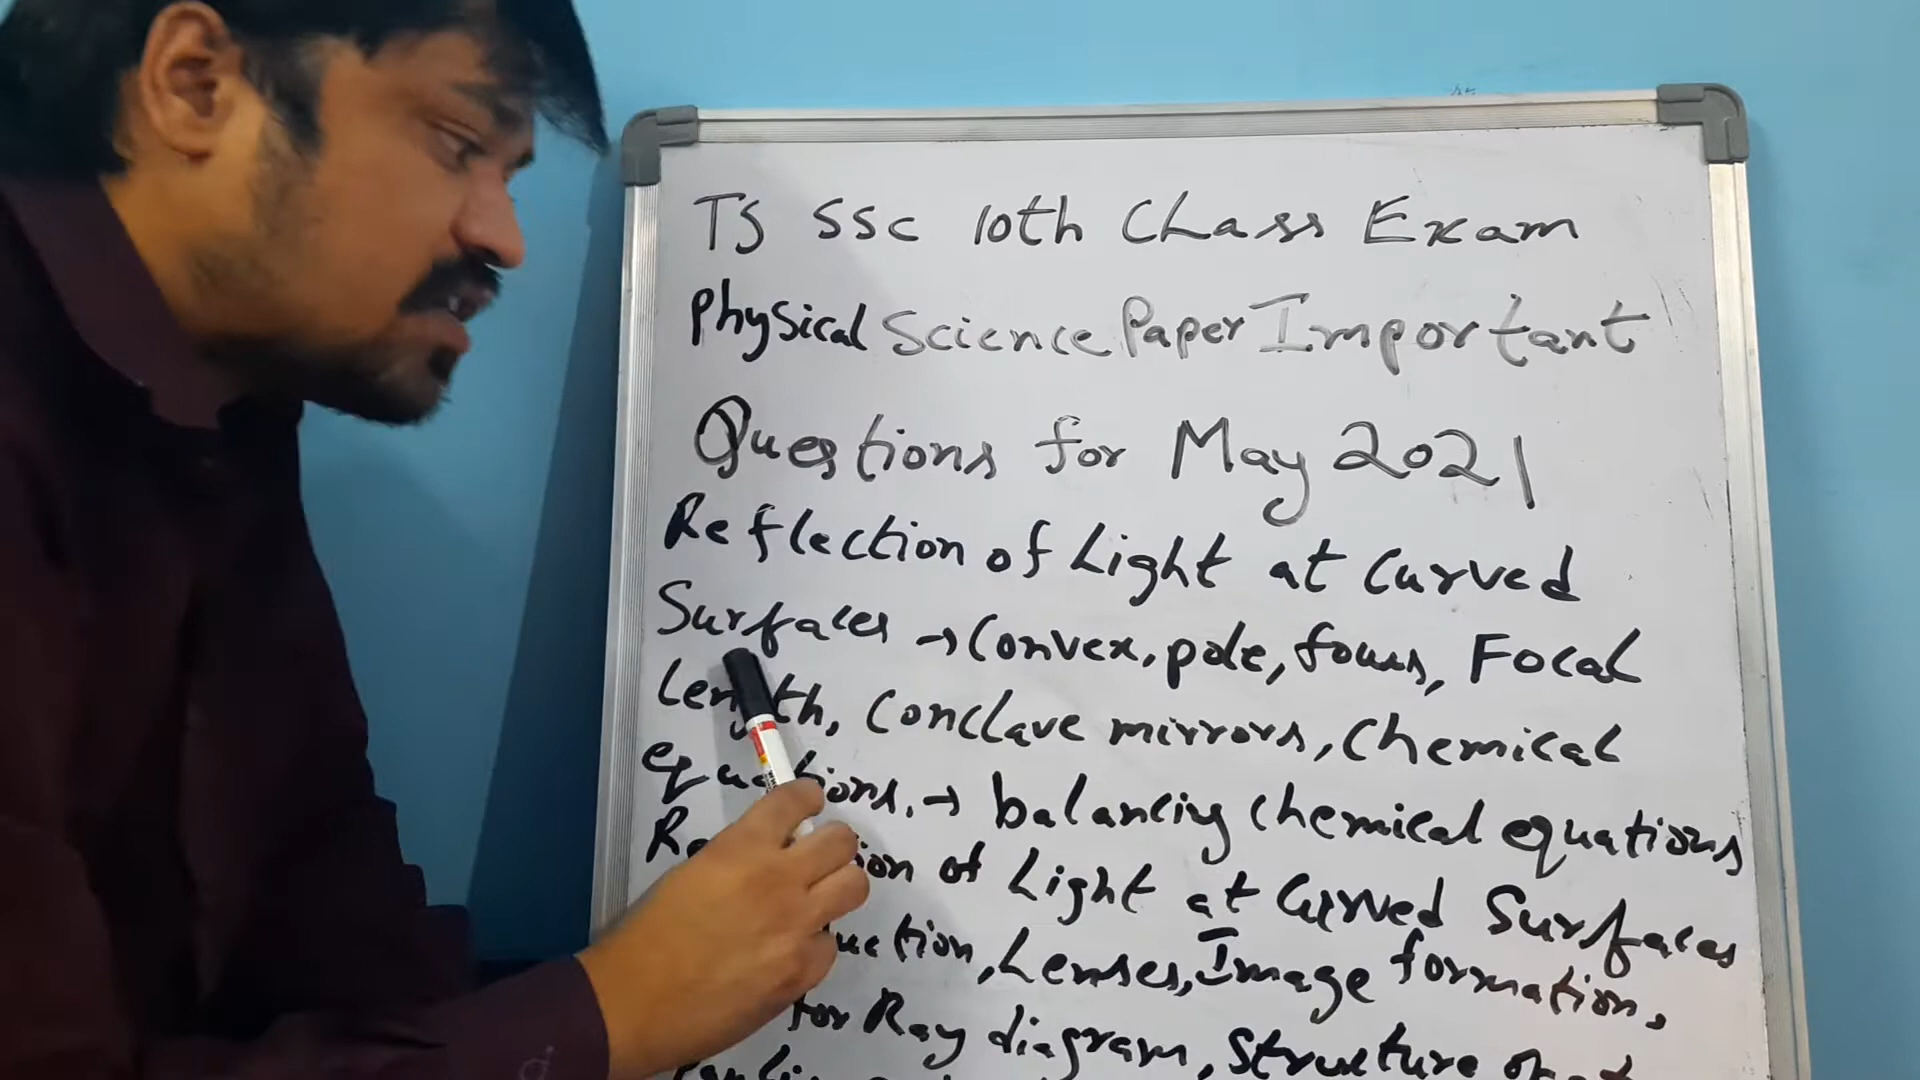 TS SSC 10th Class Exam
Physical Science Paper Important
Questions for May 2021
Reflection of Light at Curved
Surfaces → Convex, pole, focus, Focal
Length, Conclave mirrors, Chemical
equations, → balancing chemical equations
of Light at Curved Surfaces
Lenses, Image formation,
for Ray diagram, Structure of